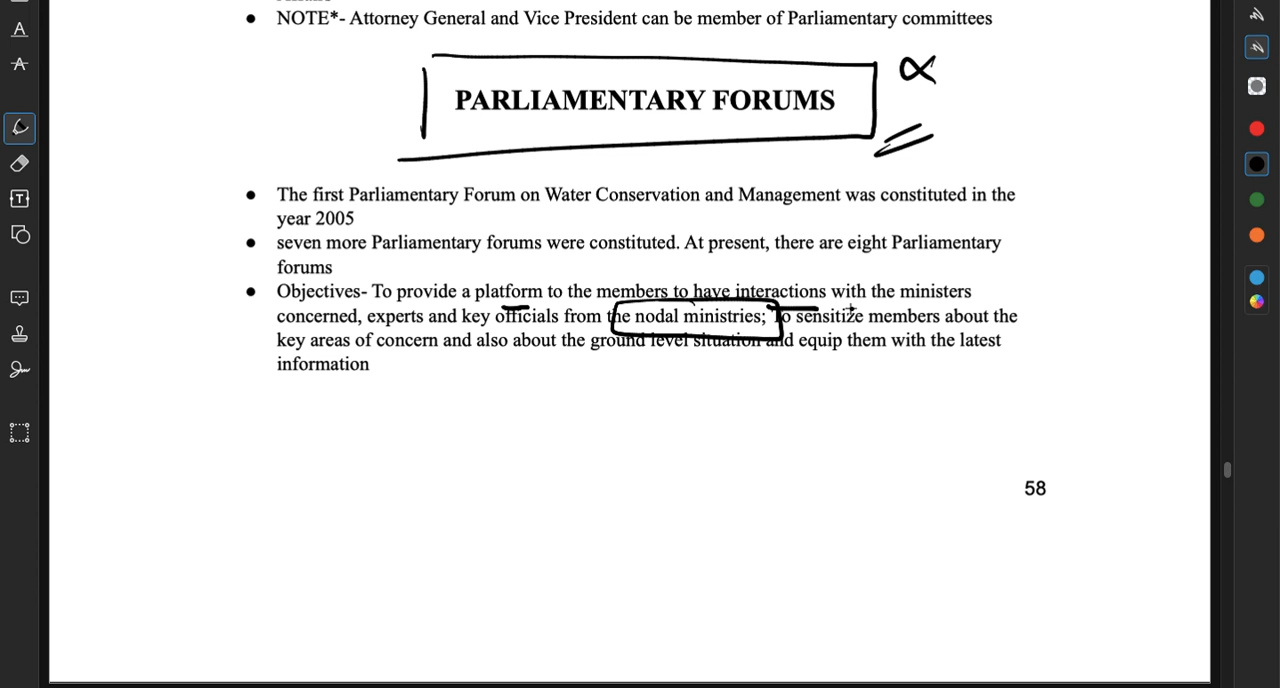 NOTE*- Attorney General and Vice President can be member of Parliamentary committees
PARLIAMENTARY FORUMS
The first Parliamentary Forum on Water Conservation and Management was constituted in the
year 2005
seven more Parliamentary forums were constituted. At present, there are eight Parliamentary
forums
Objectives- To provide a platform to the members to have interactions with the ministers
concerned, experts and key officials from the nodal ministries; To sensitize members about the
key areas of concern and also about the ground level situation and equip them with the latest
information
58